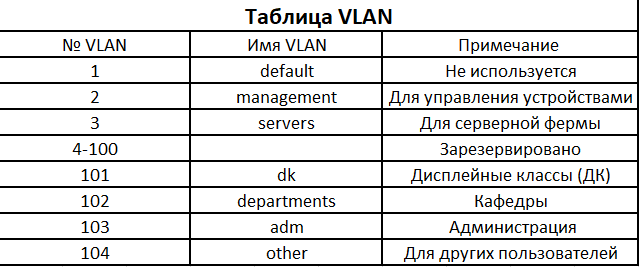 Таблица VLAN
№ VLAN Имя VLAN Примечание
1 default Не используется
2 management Для управления устройствами
3 servers Для серверной фермы
4-100 Зарезервировано
101 dk Дисплейные классы (ДК)
102 departments Кафедры
103 adm Администрация
104 other Для других пользователей